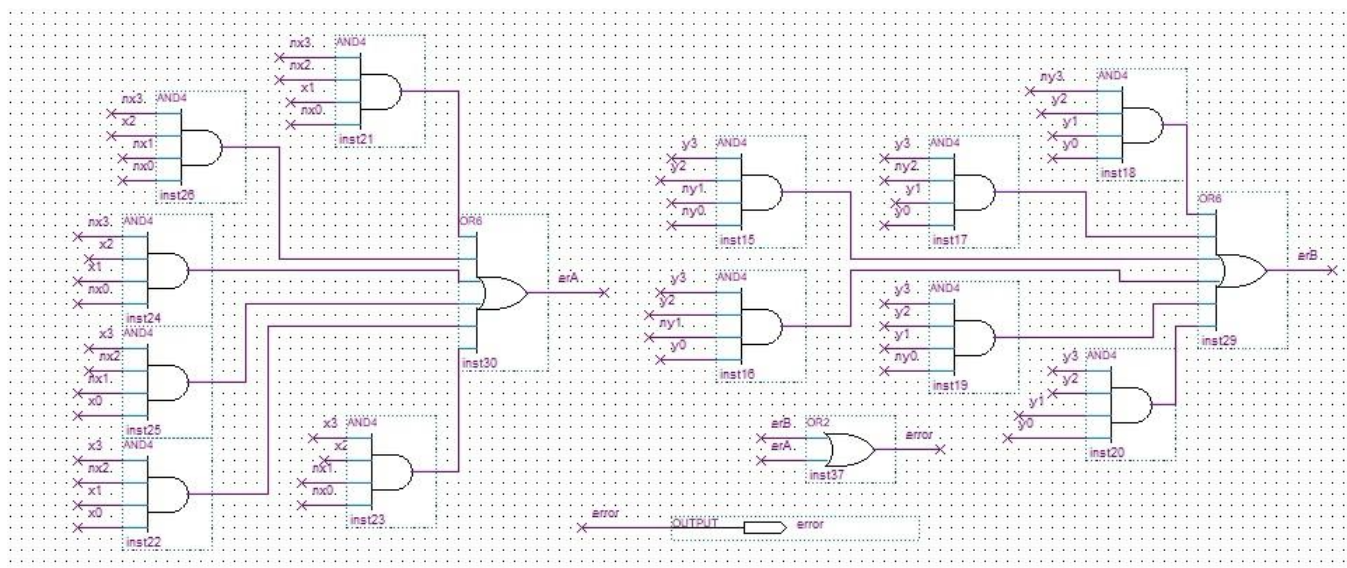 nx3.
AND4
nx2.
x1
nx0.
inst21
nx3.
AND4
x2
nx1
nx0
inst26
nx3.
AND4
x2
x1
nx0.
inst24
x3
AND4
nx2
nx1.
x0
inst25
x3
AND4
nx2.
x1
x0
inst22
x3
AND4
x2
nx1.
nx0.
inst23
OR6
erA.
inst30
y3
AND4
y2
ny1.
ny0.
inst15
y3
AND4
ny2.
y1
y0
inst17
ny3.
AND4
y2
y1
y0
inst18
y3
AND4
y2
ny1.
y0
inst16
y3
AND4
y2
y1
ny0.
inst19
y3
AND4
y2
y1
y0
inst20
OR6
erB.
inst29
erB.
OR2
erA.
error
inst37
error
OUTPUT
error